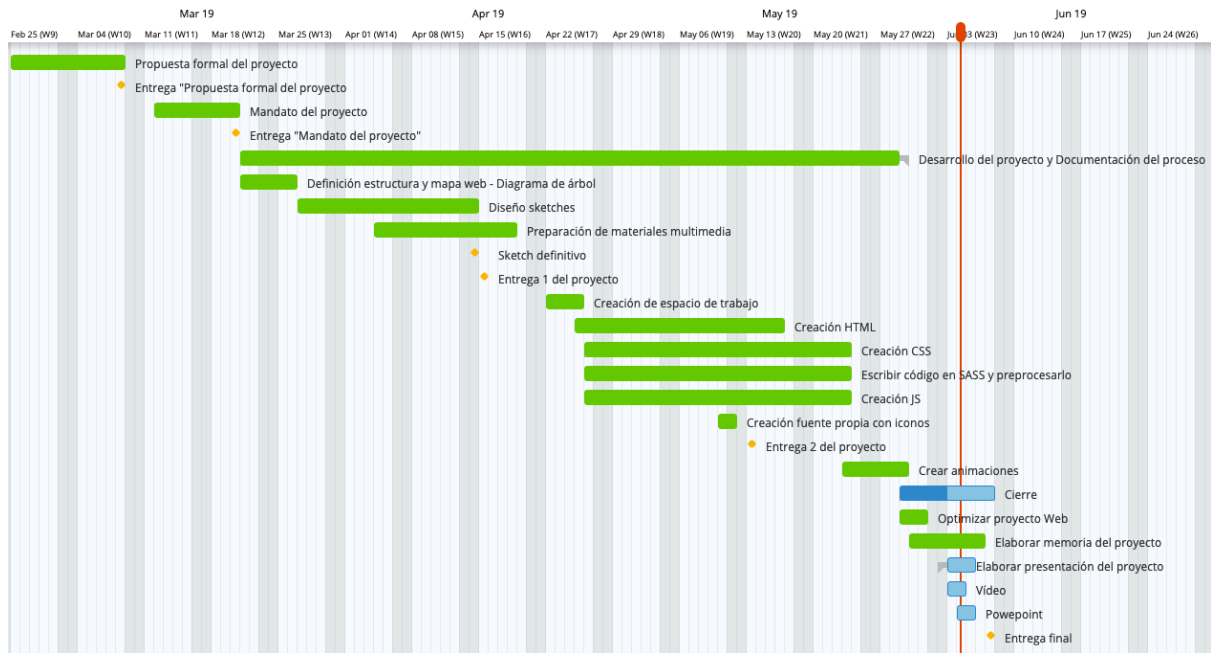 Mar 19 Apr 19 May 19 Jun 19
Feb 25 (W9) Mar 04 (W10) Mar 11 (W11) Mar 18 (W12) Mar 25 (W13) Apr 01 (W14) Apr 08 (W15) Apr 15 (W16) Apr 22 (W17) Apr 29 (W18) May 06 (W19) May 13 (W20) May 20 (W21) May 27 (W22) 3 (W23) Jun 10 (W24) Jun 17 (W25) Jun 24 (W26)
Propuesta formal del proyecto
Entrega "Propuesta formal del proyecto
Mandato del proyecto
Entrega "Mandato del proyecto"
Desarrollo del proyecto y Documentación del proceso
Definición estructura y mapa web - Diagrama de árbol
Diseño sketches
Preparación de materiales multimedia
Sketch definitivo
Entrega 1 del proyecto
Creación de espacio de trabajo
Creación HTML
Creación CSS
Escribir código en SASS y preprocesarlo
Creación JS
Creación fuente propia con iconos
Entrega 2 del proyecto
Crear animaciones
Cierre
Optimizar proyecto Web
Elaborar memoria del proyecto
Elaborar presentación del proyecto
Vídeo
Powepoint
Entrega final